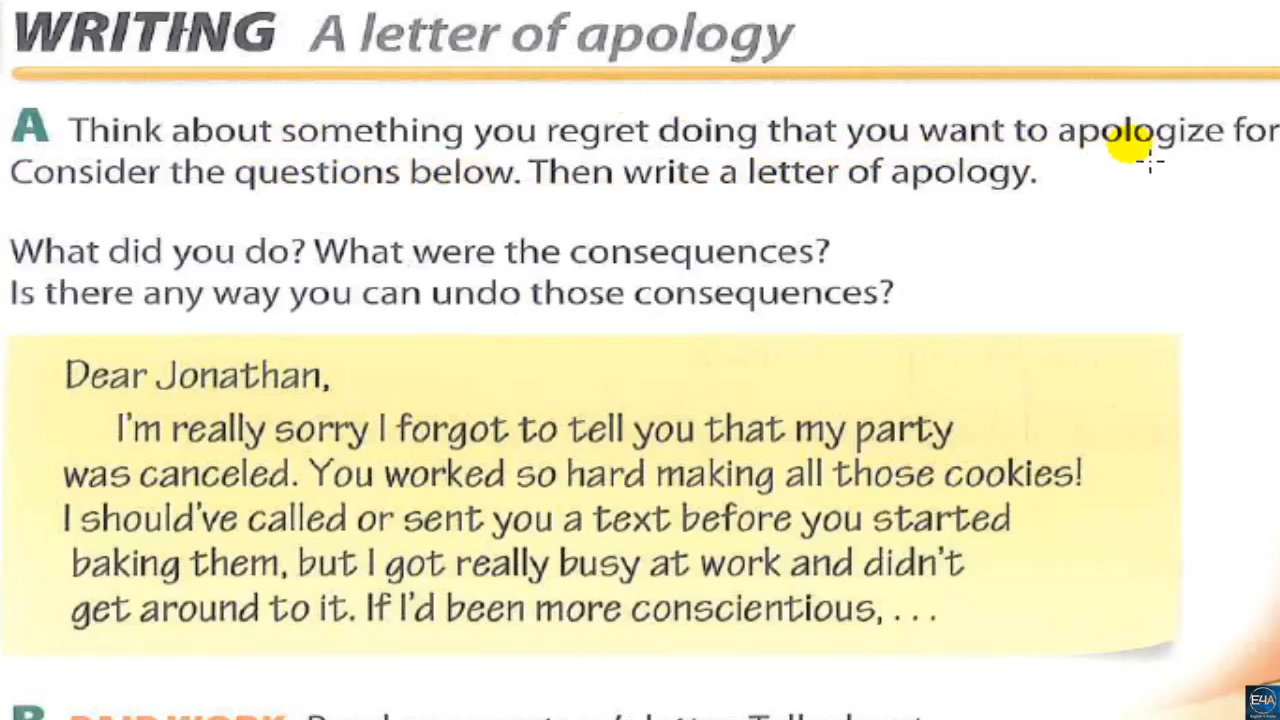 WRITING A letter of apology
A Think about something you regret doing that you want to apologize for
Consider the questions below. Then write a letter of apology.
What did you do? What were the consequences?
Is there any way you can undo those consequences?
Dear Jonathan,
I'm really sorry I forgot to tell you that my party
was canceled. You worked so hard making all those cookies!
I should've called or sent you a text before you started
baking them, but I got really busy at work and didn't
get around to it. If I'd been more conscientious, . . .
B PAIR WORK
E4A